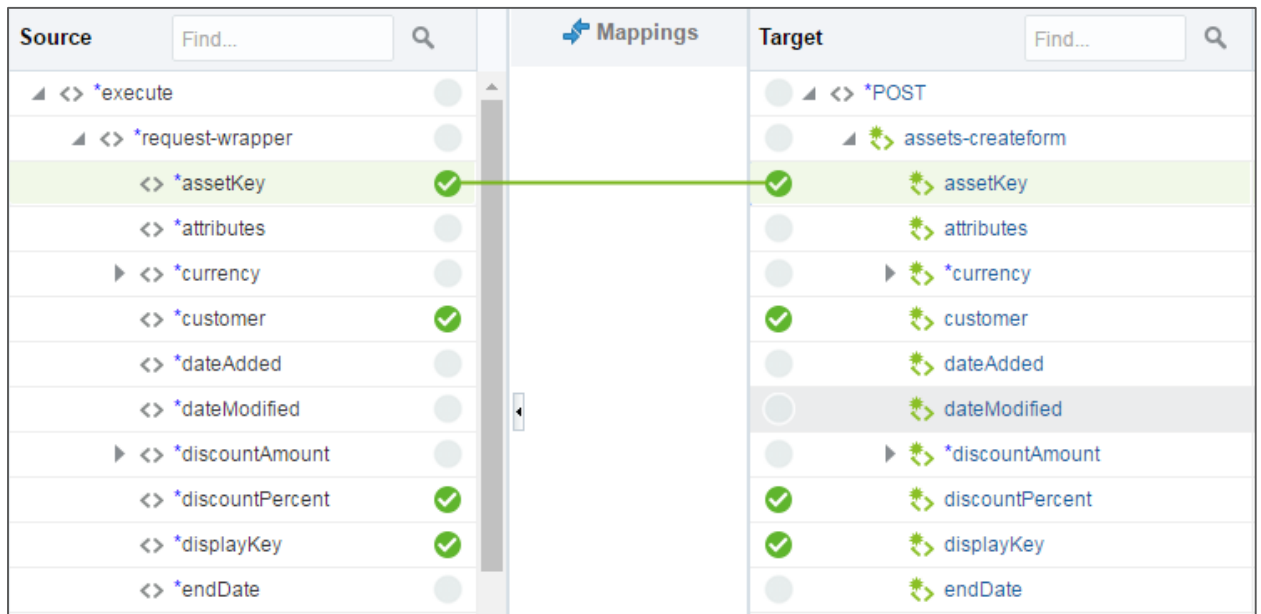 Source Find... Mappings Target Find...
<> *execute <> *POST
<> *request-wrapper assets-createform
<> *assetKey assetKey
<> *attributes attributes
<> *currency *currency
<> *customer customer
<> *dateAdded dateAdded
<> *dateModified dateModified
<> *discountAmount *discountAmount
<> *discountPercent discountPercent
<> *displayKey displayKey
<> *endDate endDate